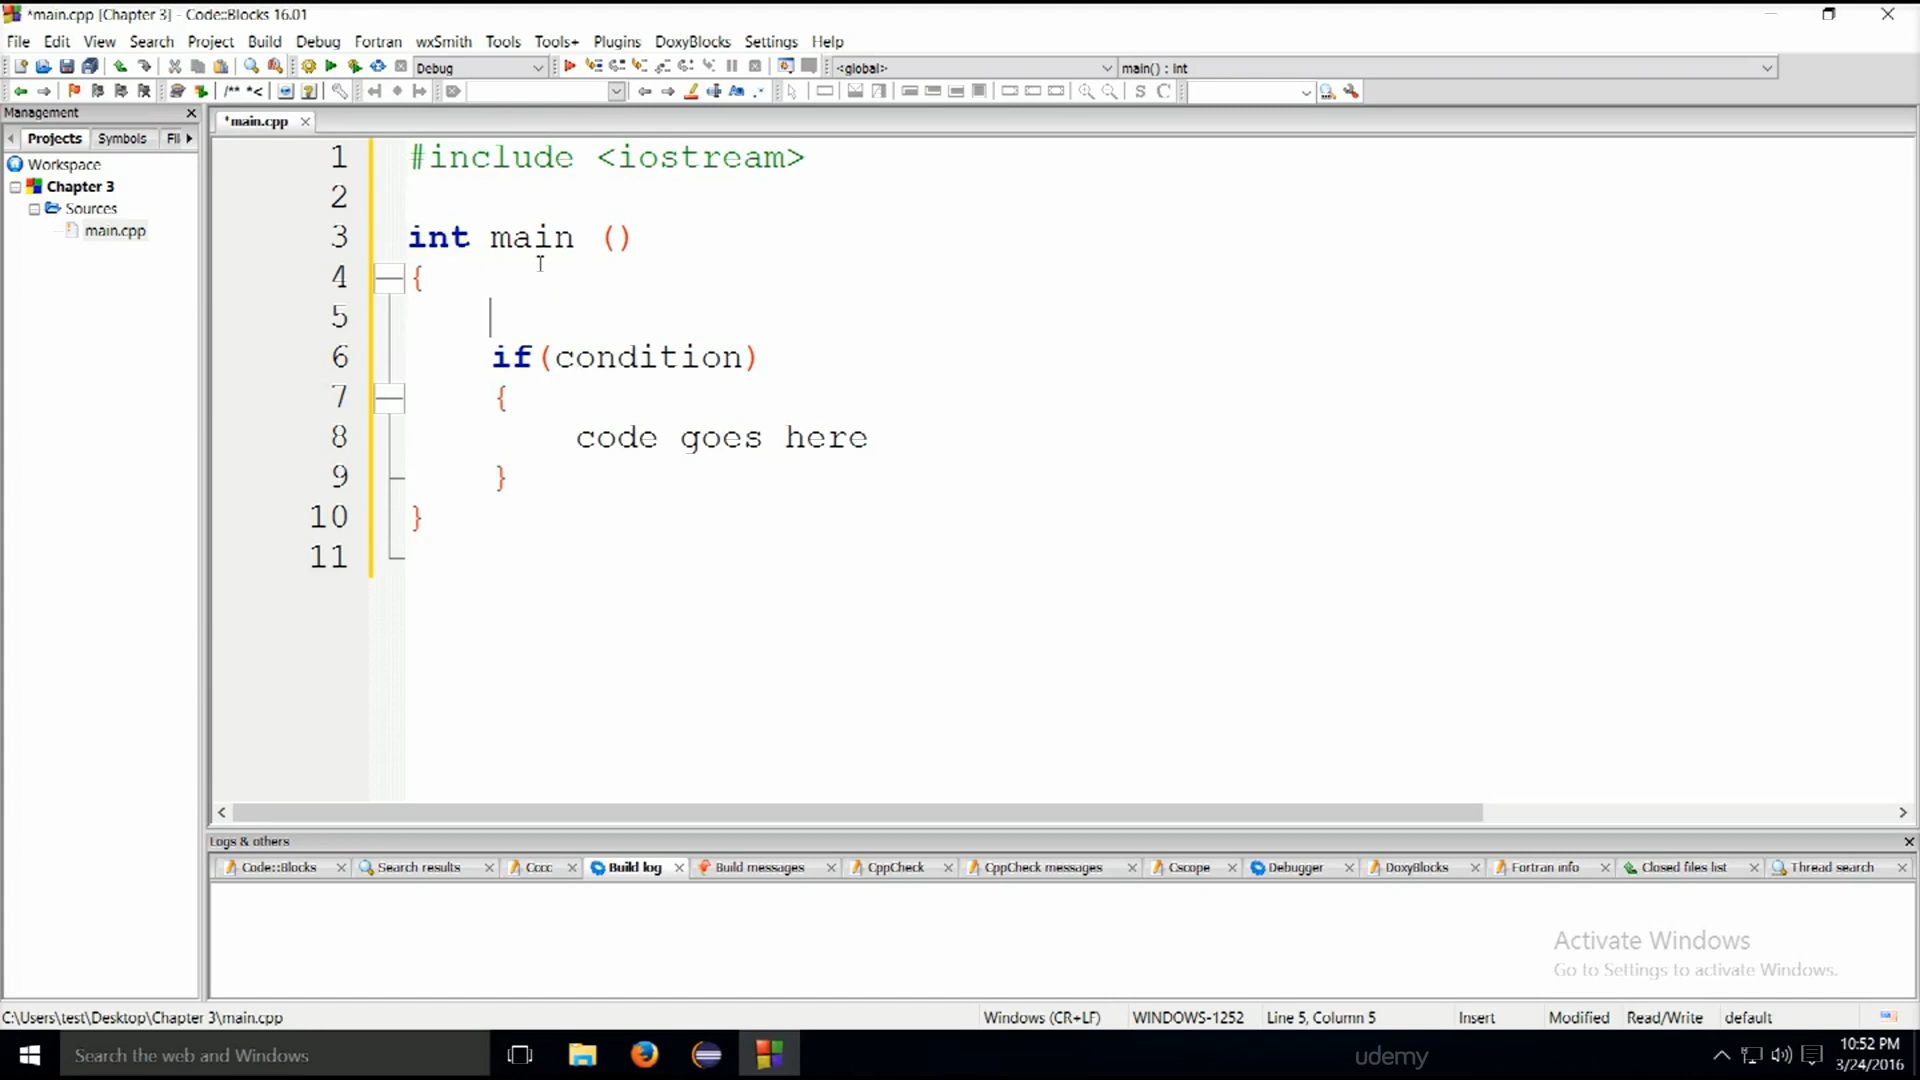 *main.cpp [Chapter 3] - Code::Blocks 16.01
File Edit View Search Project Build Debug Fortran wxSmith Tools Tools+ Plugins DoxyBlocks Settings Help
Debug <global> main() : int
/** *< S C
Management
Projects Symbols Fil
*main.cpp
Workspace
Chapter 3
Sources
main.cpp
1 #include <iostream>
2
3 int main ()
4 {
5
6 if(condition)
7 {
8 code goes here
9 }
10 }
11
Logs & others
Code::Blocks Search results Cccc Build log Build messages CppCheck CppCheck messages Cscope Debugger DoxyBlocks Fortran info Closed files list Thread search
Activate Windows
Go to Settings to activate Windows.
C:\Users\test\Desktop\Chapter 3\main.cpp Windows (CR+LF) WINDOWS-1252 Line 5, Column 5 Insert Modified Read/Write default
Search the web and Windows
udemy
10:52 PM
3/24/2016